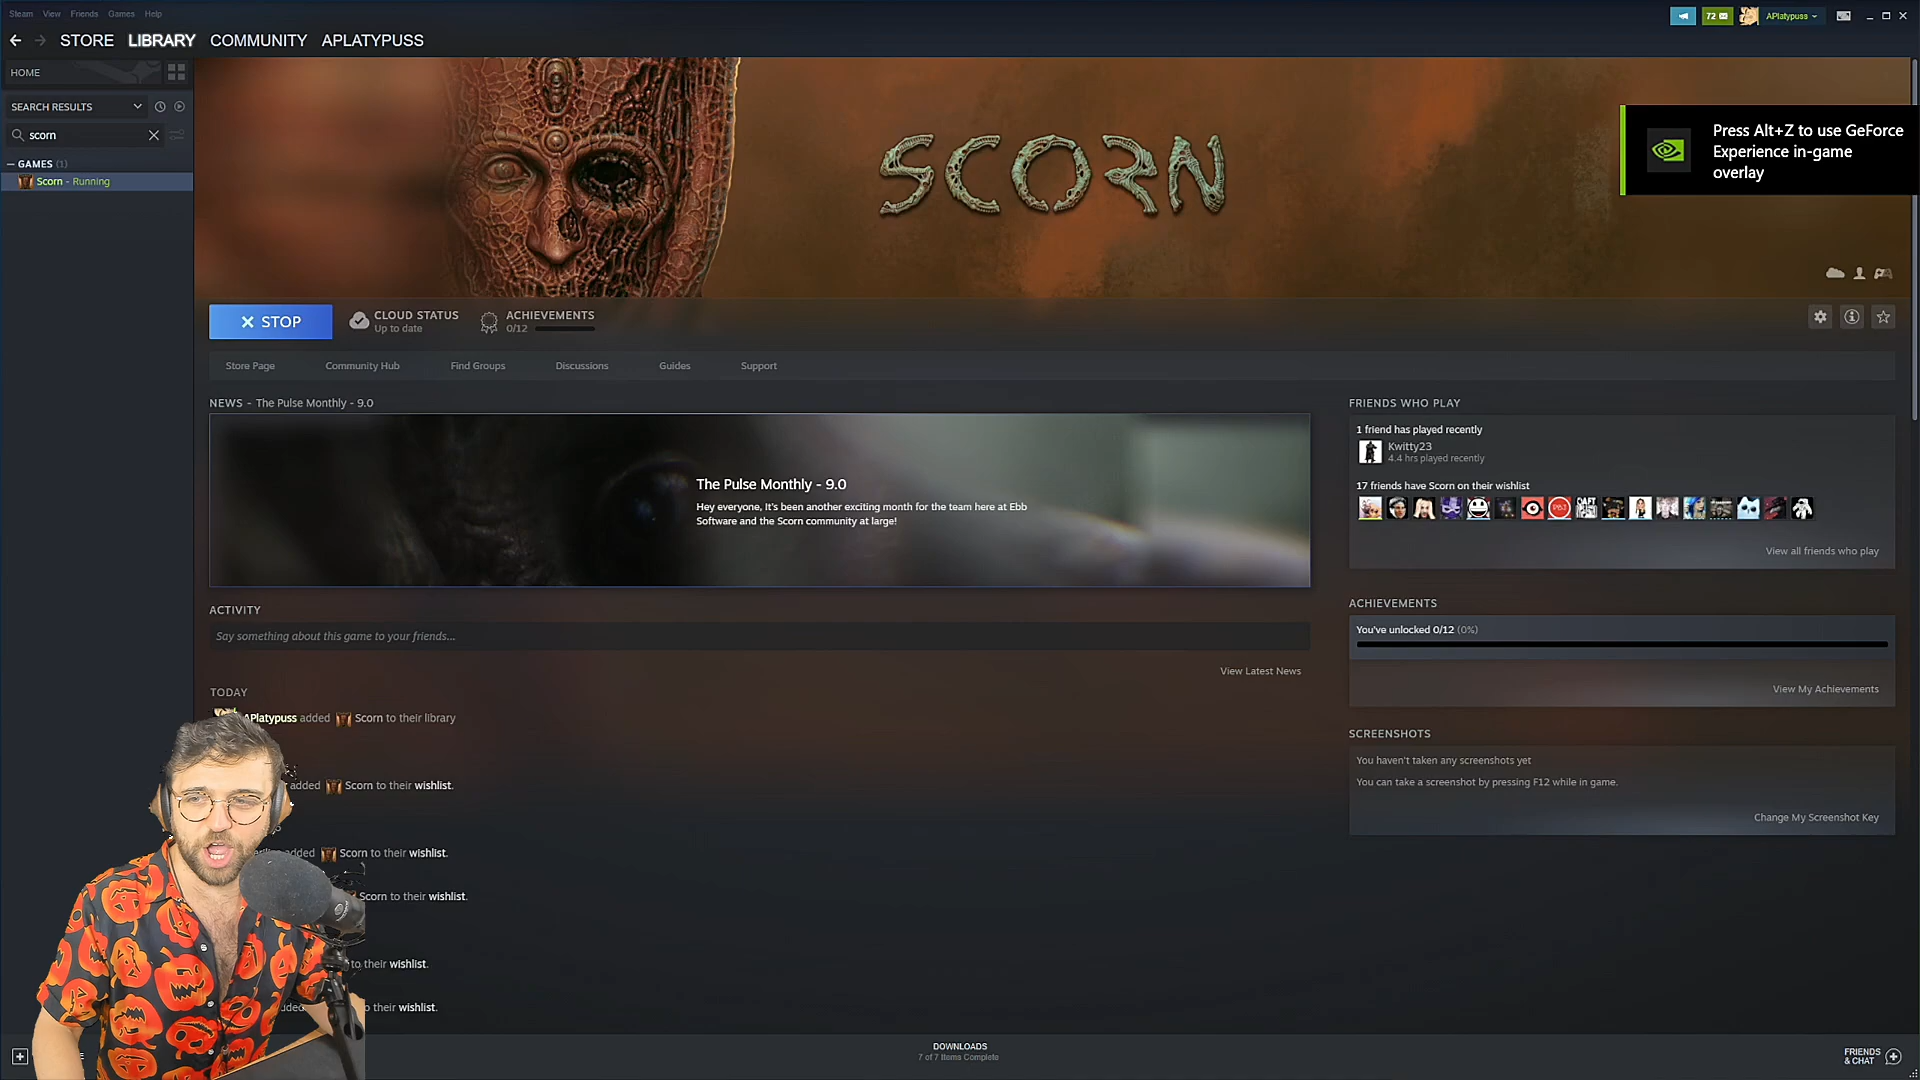 Steam View Friends Games Help
72
APlatypuss
STORE LIBRARY COMMUNITY APLATYPUSS
HOME
SEARCH RESULTS
scorn
GAMES (1)
Scorn - Running
SCORN
Press Alt+Z to use GeForce
Experience in-game
overlay
STOP
CLOUD STATUS
Up to date
ACHIEVEMENTS
0/12
Store Page Community Hub Find Groups Discussions Guides Support
NEWS - The Pulse Monthly - 9.0
The Pulse Monthly - 9.0
Hey everyone, It's been another exciting month for the team here at Ebb
Software and the Scorn community at large!
ACTIVITY
Say something about this game to your friends...
View Latest News
TODAY
APlatypuss added Scorn to their library
added Scorn to their wishlist.
added Scorn to their wishlist.
Scorn to their wishlist.
to their wishlist.
to their wishlist.
FRIENDS WHO PLAY
1 friend has played recently
Kwitty23
4.4 hrs played recently
17 friends have Scorn on their wishlist
View all friends who play
ACHIEVEMENTS
You've unlocked 0/12 (0%)
View My Achievements
SCREENSHOTS
You haven't taken any screenshots yet
You can take a screenshot by pressing F12 while in game.
Change My Screenshot Key
DOWNLOADS
7 of 7 Items Complete
FRIENDS
& CHAT